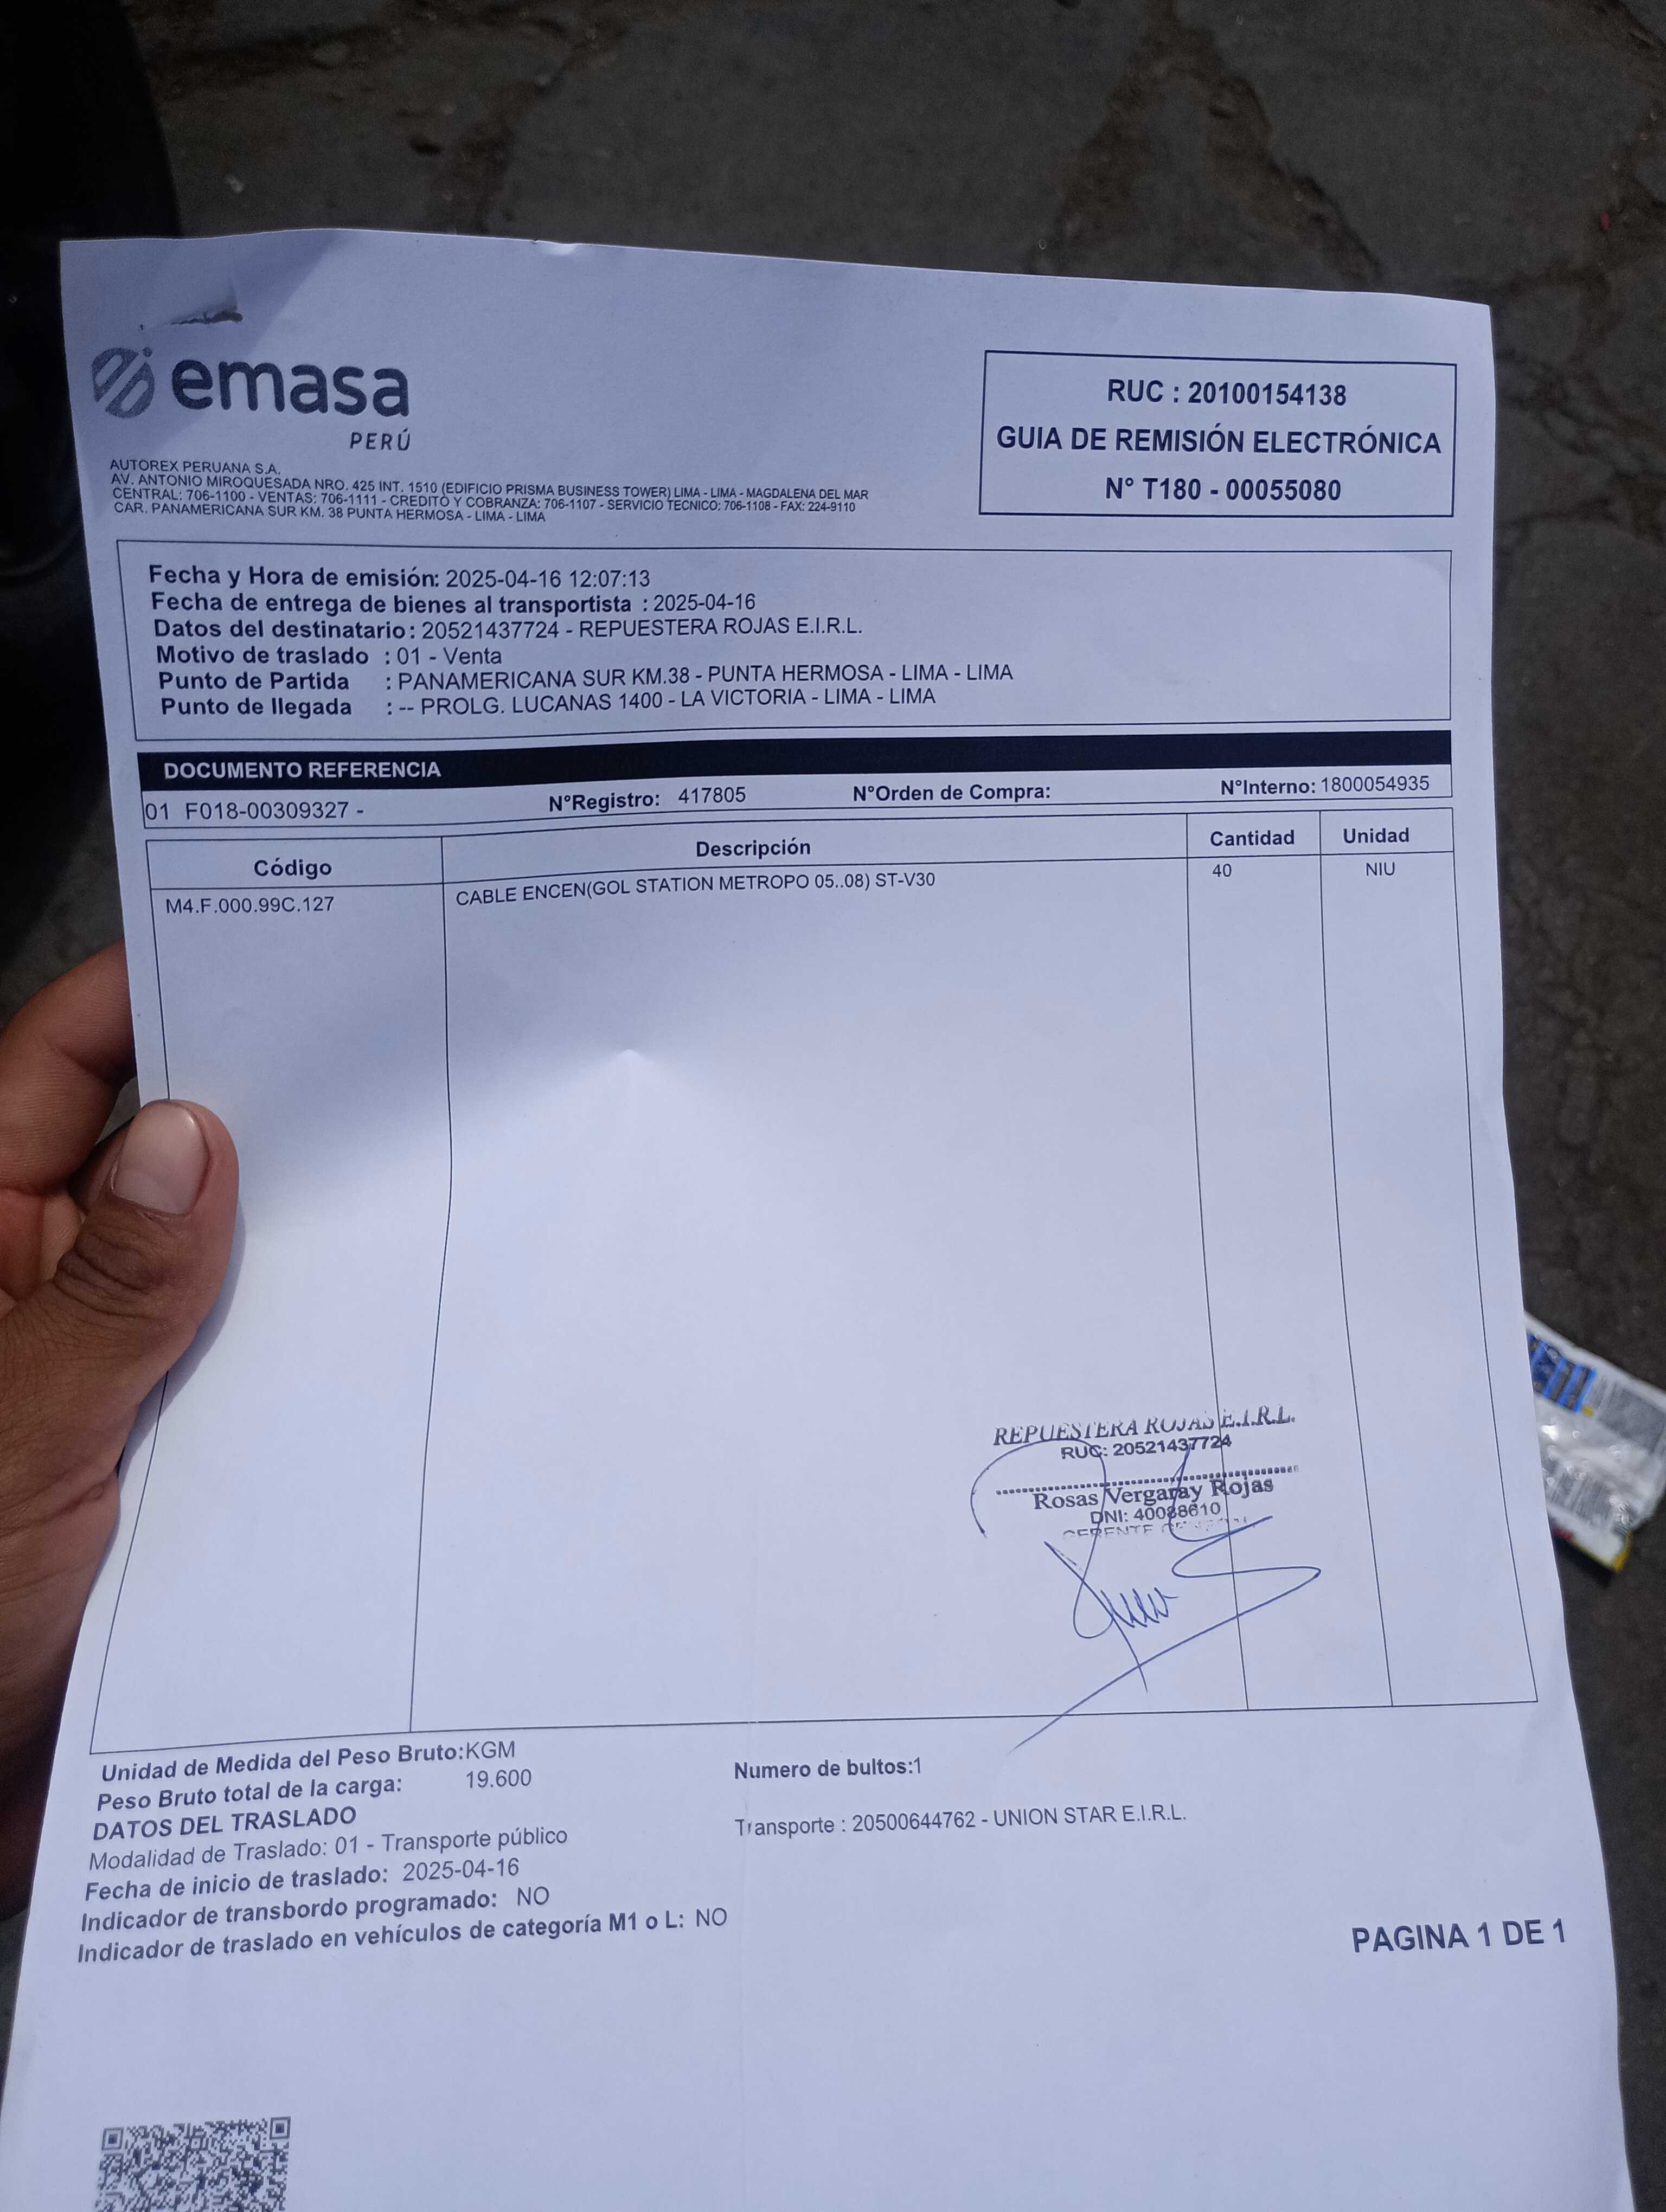 emasa
PERÚ
AUTOREX PERUANA S.A.
AV. ANTONIO MIROQUESADA NRO. 425 INT. 1510 (EDIFICIO PRISMA BUSINESS TOWER) LIMA - LIMA - MAGDALENA DEL MAR
CENTRAL: 706-1100 - VENTAS: 706-1111 - CREDITO Y COBRANZA: 706-1107 - SERVICIO TECNICO: 706-1108 - FAX: 224-9110
CAR. PANAMERICANA SUR KM. 38 PUNTA HERMOSA - LIMA - LIMA
RUC : 20100154138
GUIA DE REMISIÓN ELECTRÓNICA
N° T180 - 00055080
Fecha y Hora de emisión: 2025-04-16 12:07:13
Fecha de entrega de bienes al transportista : 2025-04-16
Datos del destinatario: 20521437724 - REPUESTERA ROJAS E.I.R.L.
Motivo de traslado : 01 - Venta
Punto de Partida : PANAMERICANA SUR KM.38 - PUNTA HERMOSA - LIMA - LIMA
Punto de llegada : -- PROLG. LUCANAS 1400 - LA VICTORIA - LIMA - LIMA
DOCUMENTO REFERENCIA
01 F018-00309327 - N°Registro: 417805 N°Orden de Compra: N°Interno: 1800054935
Código Descripción Cantidad Unidad
M4.F.000.99C.127 CABLE ENCEN(GOL STATION METROPO 05..08) ST-V30 40 NIU
REPUESTERA ROJAS E.I.R.L.
RUC: 20521437724
Rosas Vergaray Rojas
DNI: 40088610
GERENTE
Unidad de Medida del Peso Bruto: KGM
Peso Bruto total de la carga: 19.600
Numero de bultos:1
DATOS DEL TRASLADO
Modalidad de Traslado: 01 - Transporte público
Transporte : 20500644762 - UNION STAR E.I.R.L.
Fecha de inicio de traslado: 2025-04-16
Indicador de transbordo programado: NO
Indicador de traslado en vehículos de categoría M1 o L: NO
PAGINA 1 DE 1